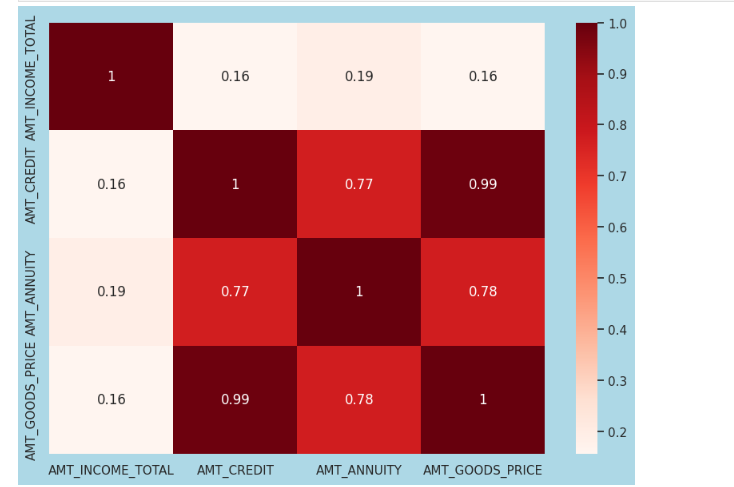 AMT_INCOME_TOTAL
1 0.16 0.19 0.16
AMT_CREDIT
0.16 1 0.77 0.99
AMT_ANNUITY
0.19 0.77 1 0.78
AMT_GOODS_PRICE
0.16 0.99 0.78 1
AMT_INCOME_TOTAL AMT_CREDIT AMT_ANNUITY AMT_GOODS_PRICE
1.0
0.9
0.8
0.7
0.6
0.5
0.4
0.3
0.2